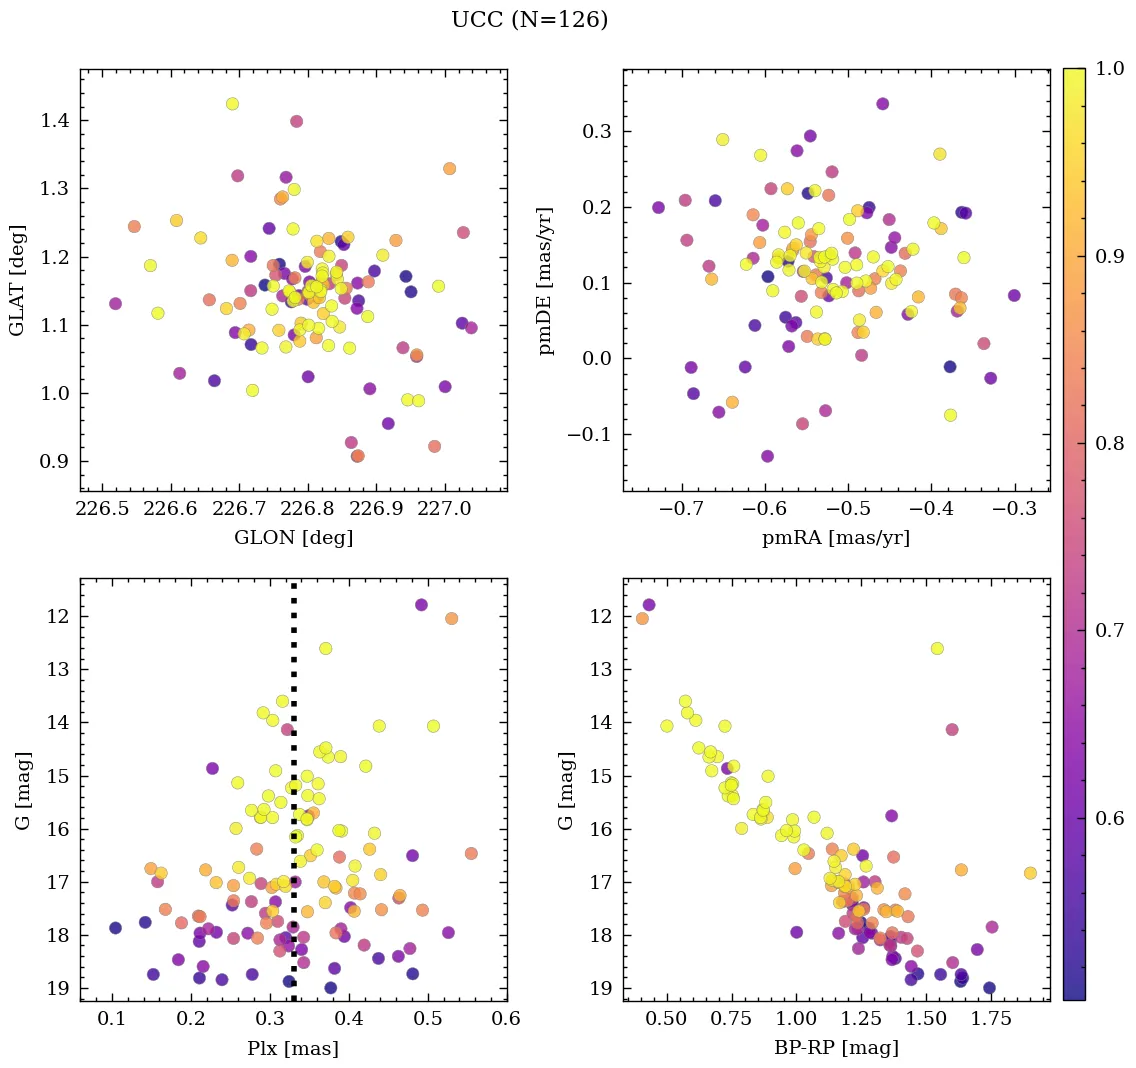 UCC (N=126)
1.4
1.3
1.2
1.1
1.0
0.9
GLAT [deg]
226.5 226.6 226.7 226.8 226.9 227.0
GLON [deg]
0.3
0.2
0.1
0.0
−0.1
pmDE [mas/yr]
−0.7 −0.6 −0.5 −0.4 −0.3
pmRA [mas/yr]
12
13
14
15
16
17
18
19
G [mag]
0.1 0.2 0.3 0.4 0.5 0.6
Plx [mas]
12
13
14
15
16
17
18
19
G [mag]
0.50 0.75 1.00 1.25 1.50 1.75
BP-RP [mag]
1.0
0.9
0.8
0.7
0.6